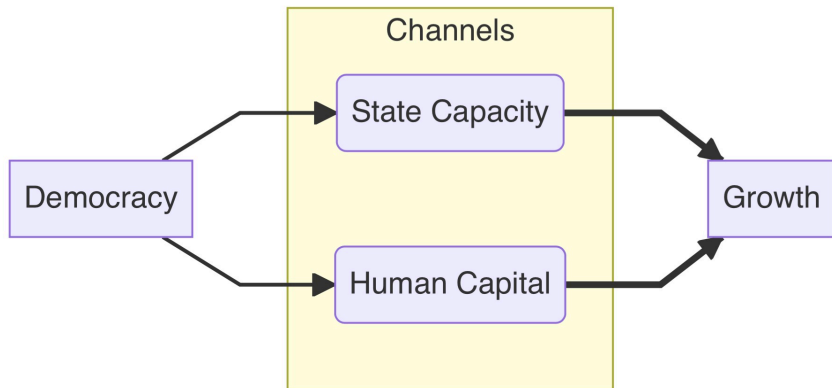 Channels
State Capacity
Democracy
Growth
Human Capital